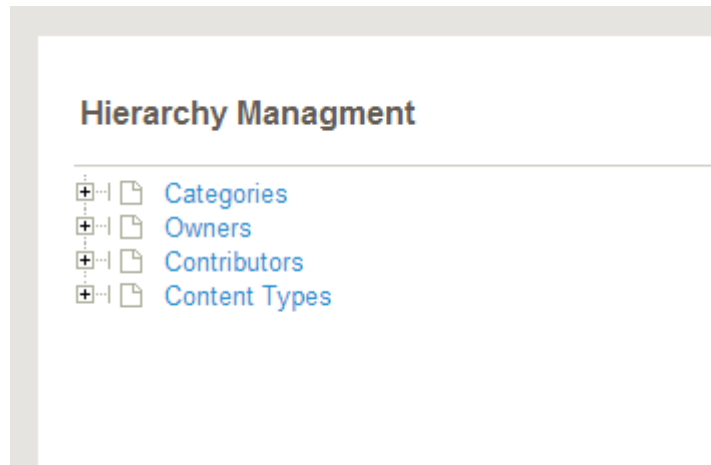 Hierarchy Managment
Categories
Owners
Contributors
Content Types